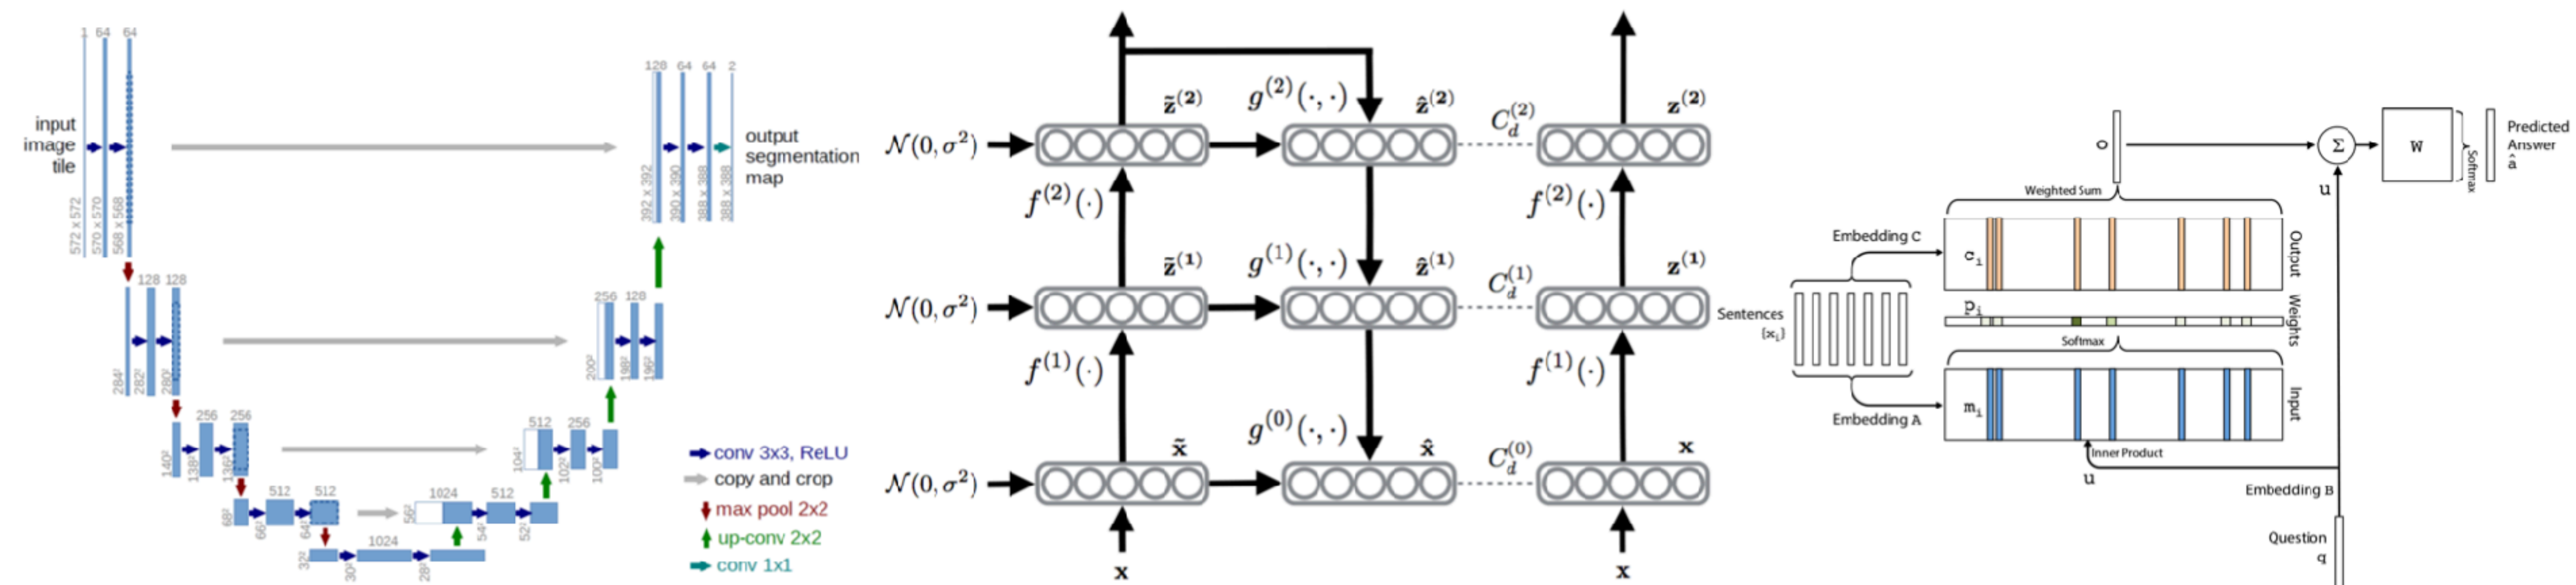 1 64 64
input
image
tile
572 x 572
570 x 570
568 x 568
128 64 64 2
output
segmentation
map
392 x 392
390 x 390
388 x 388
388 x 388
128 128
284²
282²
280²
256 128
200²
198²
196²
256 256
140²
138²
136²
512 256
104²
102²
100²
512 512
68²
66²
64²
1024 512
56²
54²
52²
1024
32²
30²
28²
conv 3x3, ReLU
copy and crop
max pool 2x2
up-conv 2x2
conv 1x1
z̃⁽²⁾ g⁽²⁾(·,·) ẑ⁽²⁾ C_d⁽²⁾ z⁽²⁾
N(0, σ²)
f⁽²⁾(·) f⁽²⁾(·)
z̃⁽¹⁾ g⁽¹⁾(·,·) ẑ⁽¹⁾ C_d⁽¹⁾ z⁽¹⁾
N(0, σ²)
f⁽¹⁾(·) f⁽¹⁾(·)
x̃ g⁽⁰⁾(·,·) x̂ C_d⁽⁰⁾ x
N(0, σ²)
x x
o
Σ
W
Softmax
Predicted
Answer
â
u
Weighted Sum
Embedding C
c_i
Output
Sentences
{x_i}
p_i
Weights
Softmax
Embedding A
m_i
Input
Inner Product
u
Embedding B
Question
q